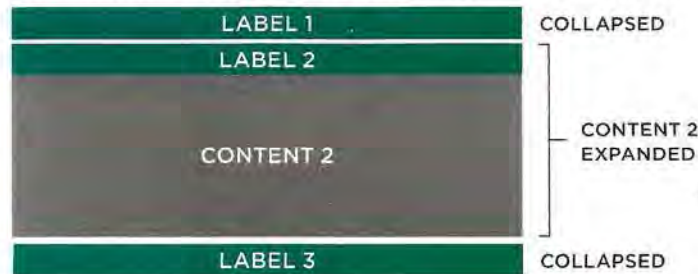 LABEL 1
COLLAPSED
LABEL 2
CONTENT 2
CONTENT 2
EXPANDED
LABEL 3
COLLAPSED